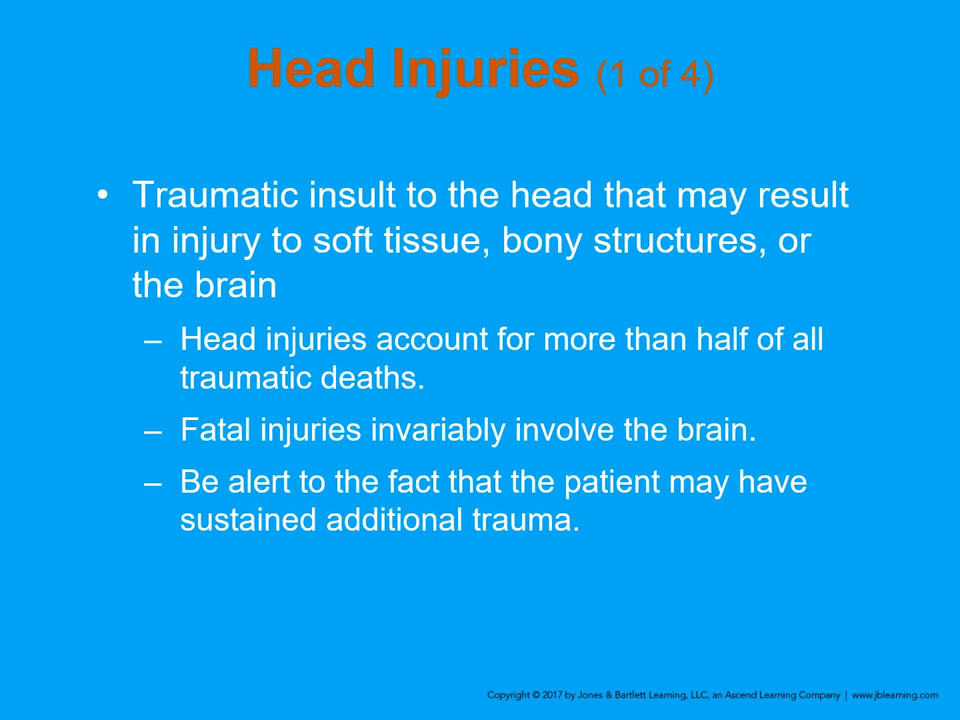 Head Injuries (1 of 4)
• Traumatic insult to the head that may result
in injury to soft tissue, bony structures, or
the brain
– Head injuries account for more than half of all
traumatic deaths.
– Fatal injuries invariably involve the brain.
– Be alert to the fact that the patient may have
sustained additional trauma.
Copyright © 2017 by Jones & Bartlett Learning, LLC, an Ascend Learning Company | www.jblearning.com